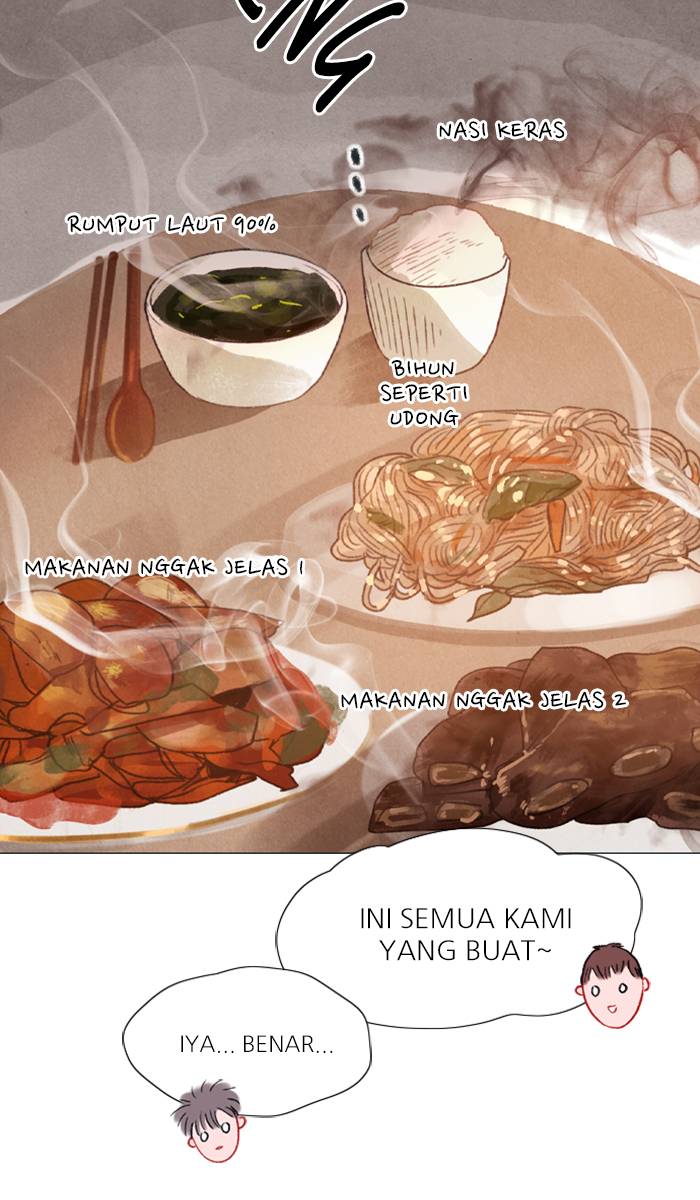 NG
NASI KERAS
RUMPUT LAUT 90%
BIHUN
SEPERTI
UDONG
MAKANAN NGGAK JELAS 1
MAKANAN NGGAK JELAS 2
INI SEMUA KAMI
YANG BUAT~
IYA... BENAR...